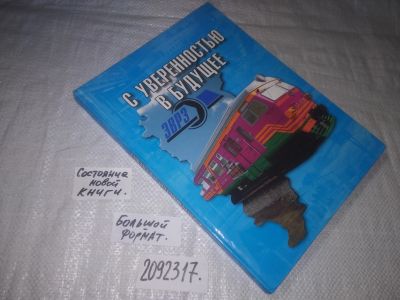 С УВЕРЕННОСТЬЮ
В БУДУЩЕЕ
ЭВРЗ
Состояние
новой
книги.
Большой
формат.
2092317.